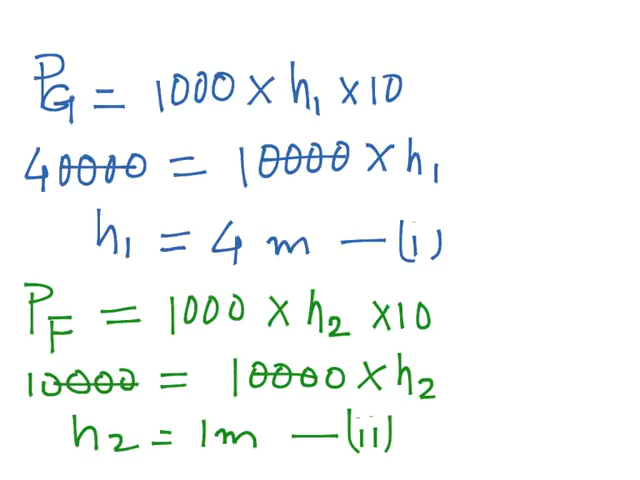 P_G = 1000 × h₁ × 10
40000 = 10000 × h₁
h₁ = 4 m — (i)
P_F = 1000 × h₂ × 10
10000 = 10000 × h₂
h₂ = 1m — (ii)